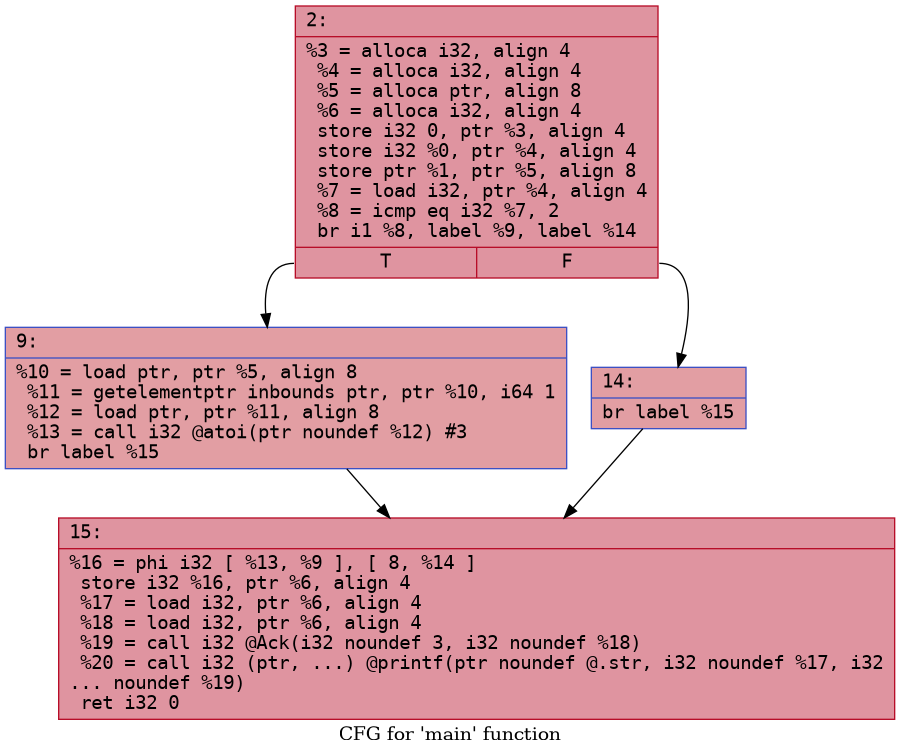 2:
%3 = alloca i32, align 4
%4 = alloca i32, align 4
%5 = alloca ptr, align 8
%6 = alloca i32, align 4
store i32 0, ptr %3, align 4
store i32 %0, ptr %4, align 4
store ptr %1, ptr %5, align 8
%7 = load i32, ptr %4, align 4
%8 = icmp eq i32 %7, 2
br i1 %8, label %9, label %14
T F
9:
%10 = load ptr, ptr %5, align 8
%11 = getelementptr inbounds ptr, ptr %10, i64 1
%12 = load ptr, ptr %11, align 8
%13 = call i32 @atoi(ptr noundef %12) #3
br label %15
14:
br label %15
15:
%16 = phi i32 [ %13, %9 ], [ 8, %14 ]
store i32 %16, ptr %6, align 4
%17 = load i32, ptr %6, align 4
%18 = load i32, ptr %6, align 4
%19 = call i32 @Ack(i32 noundef 3, i32 noundef %18)
%20 = call i32 (ptr, ...) @printf(ptr noundef @.str, i32 noundef %17, i32
... noundef %19)
ret i32 0
CFG for 'main' function